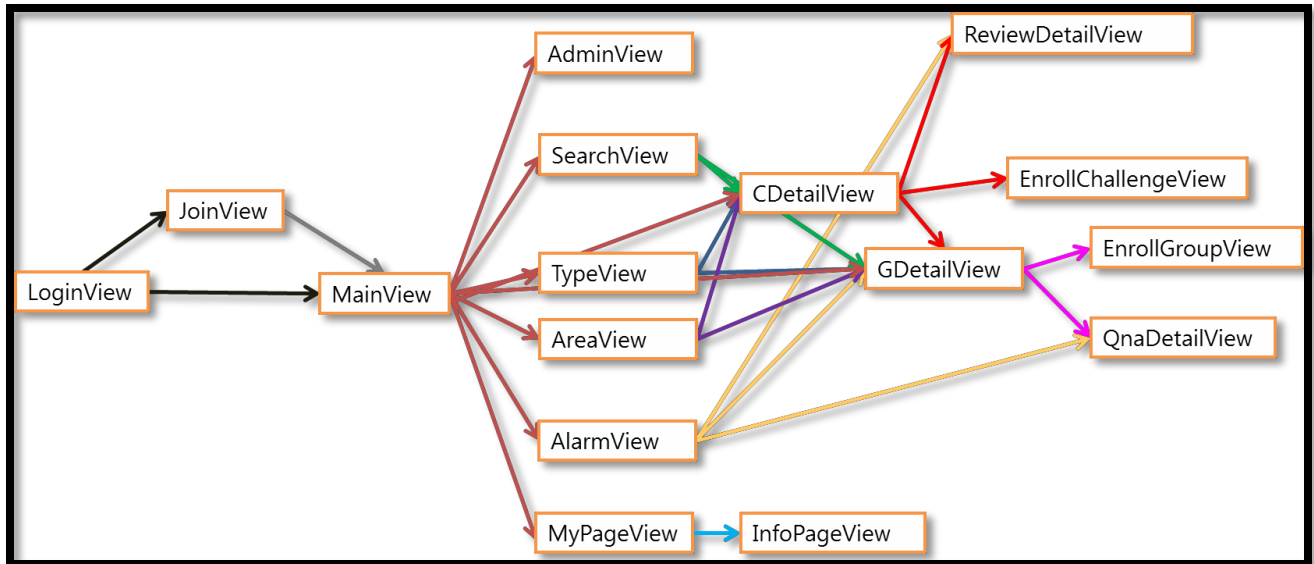 ReviewDetailView
AdminView
SearchView
EnrollChallengeView
CDetailView
JoinView
EnrollGroupView
GDetailView
TypeView
LoginView
MainView
AreaView
QnaDetailView
AlarmView
MyPageView
InfoPageView